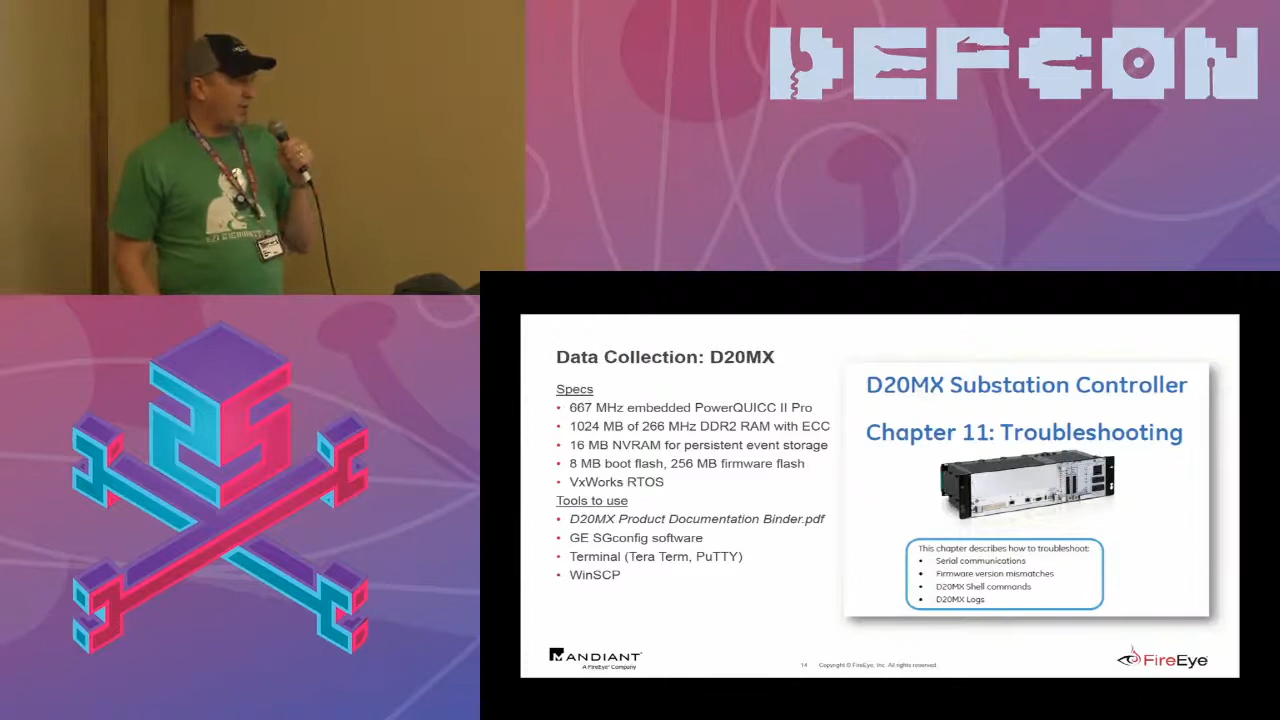 DEFCON
Data Collection: D20MX
Specs
• 667 MHz embedded PowerQUICC II Pro
• 1024 MB of 266 MHz DDR2 RAM with ECC
• 16 MB NVRAM for persistent event storage
• 8 MB boot flash, 256 MB firmware flash
• VxWorks RTOS
Tools to use
• D20MX Product Documentation Binder.pdf
• GE SGconfig software
• Terminal (Tera Term, PuTTY)
• WinSCP
D20MX Substation Controller
Chapter 11: Troubleshooting
This chapter describes how to troubleshoot:
• Serial communications
• Firmware version mismatches
• D20MX Shell commands
• D20MX Logs
MANDIANT
A FireEye® Company
14 Copyright © FireEye, Inc. All rights reserved.
FireEye
25